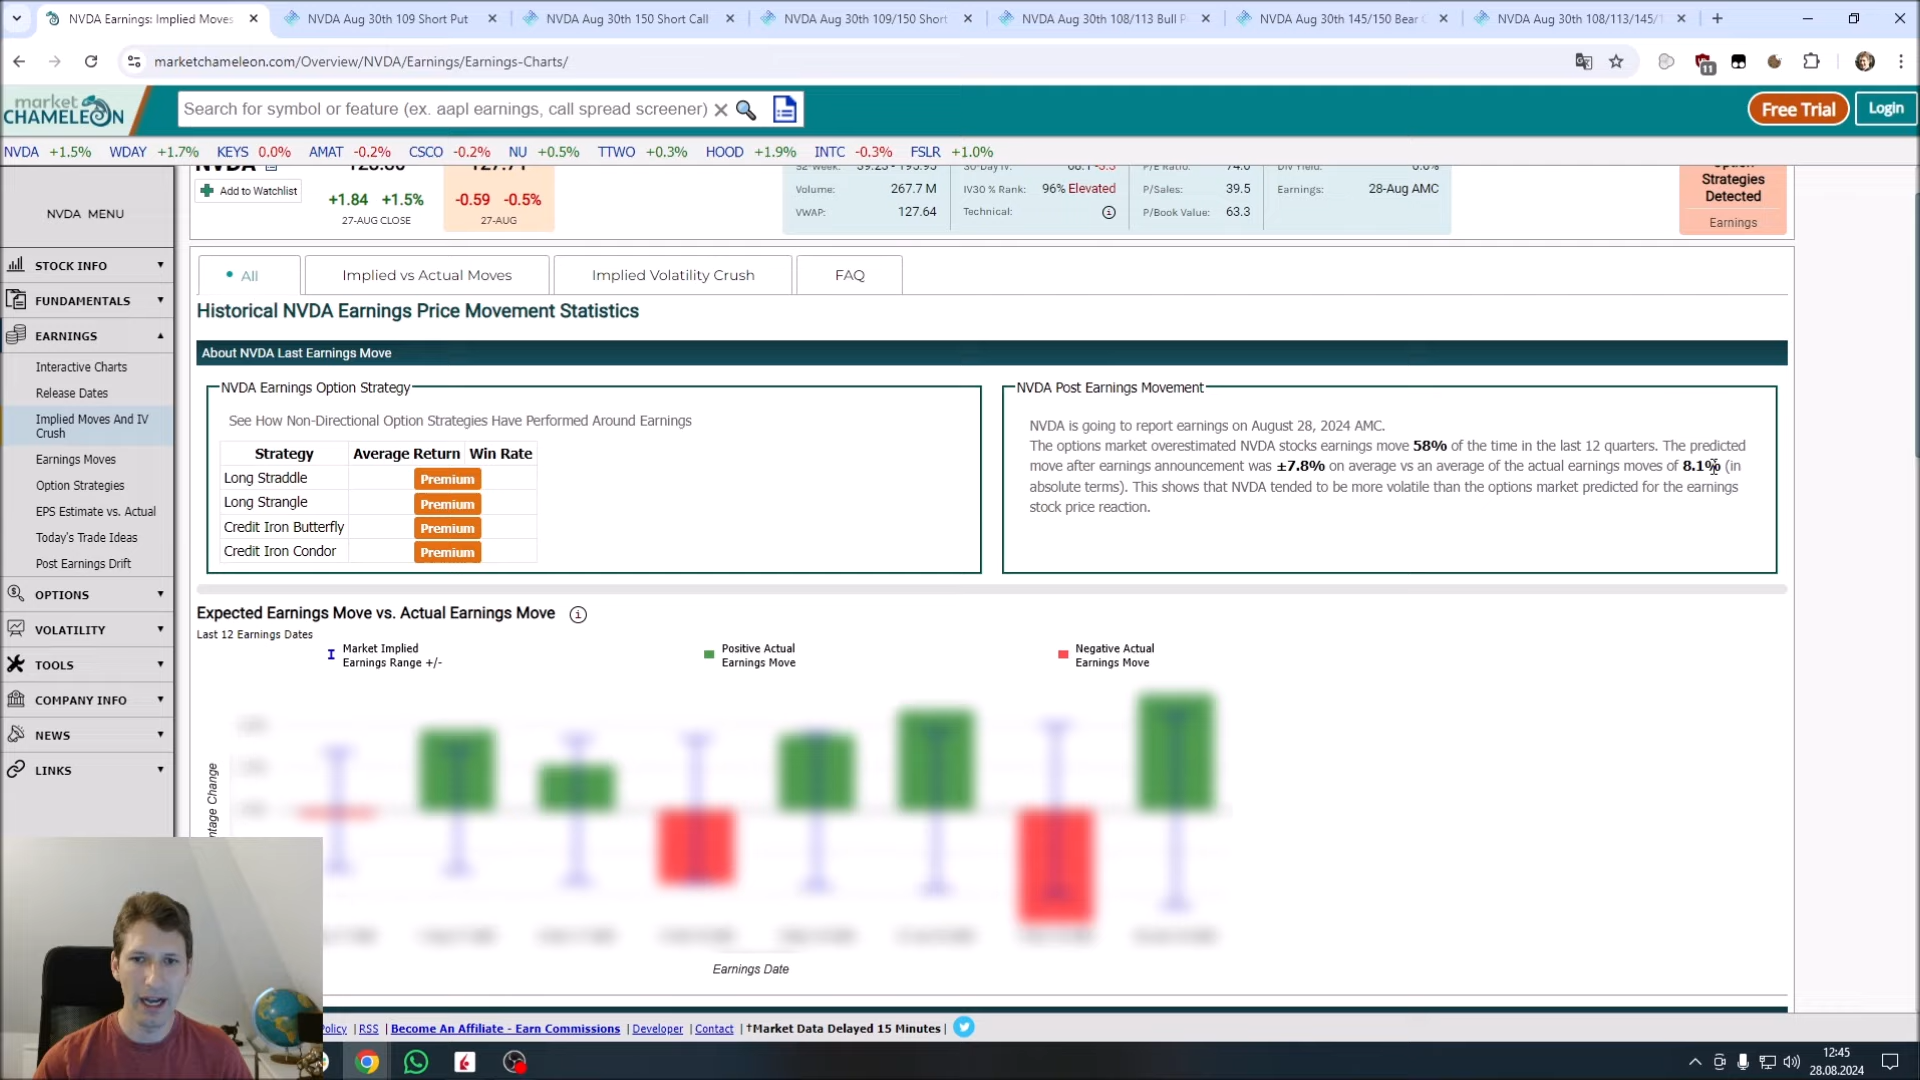 NVDA Earnings: Implied Moves
NVDA Aug 30th 109 Short Put
NVDA Aug 30th 150 Short Call
NVDA Aug 30th 109/150 Short
NVDA Aug 30th 108/113 Bull P
NVDA Aug 30th 145/150 Bear C
NVDA Aug 30th 108/113/145/1
marketchameleon.com/Overview/NVDA/Earnings/Earnings-Charts/
11
market
CHAMELEON
Search for symbol or feature (ex. aapl earnings, call spread screener)
Free Trial
Login
NVDA +1.5% WDAY +1.7% KEYS 0.0% AMAT -0.2% CSCO -0.2% NU +0.5% TTWO +0.3% HOOD +1.9% INTC -0.3% FSLR +1.0%
NVDA MENU
STOCK INFO
FUNDAMENTALS
EARNINGS
Interactive Charts
Release Dates
Implied Moves And IV
Crush
Earnings Moves
Option Strategies
EPS Estimate vs. Actual
Today's Trade Ideas
Post Earnings Drift
OPTIONS
VOLATILITY
TOOLS
COMPANY INFO
NEWS
LINKS
NVDA
Add to Watchlist
+1.84 +1.5%
27-AUG CLOSE
-0.59 -0.5%
27-AUG
Volume: 267.7 M
VWAP: 127.64
IV30 % Rank: 96% Elevated
Technical:
P/Sales: 39.5
P/Book Value: 63.3
Earnings: 28-Aug AMC
Strategies
Detected
Earnings
All
Implied vs Actual Moves
Implied Volatility Crush
FAQ
Historical NVDA Earnings Price Movement Statistics
About NVDA Last Earnings Move
NVDA Earnings Option Strategy
See How Non-Directional Option Strategies Have Performed Around Earnings
Strategy Average Return Win Rate
Long Straddle Premium
Long Strangle Premium
Credit Iron Butterfly Premium
Credit Iron Condor Premium
NVDA Post Earnings Movement
NVDA is going to report earnings on August 28, 2024 AMC.
The options market overestimated NVDA stocks earnings move 58% of the time in the last 12 quarters. The predicted
move after earnings announcement was ±7.8% on average vs an average of the actual earnings moves of 8.1% (in
absolute terms). This shows that NVDA tended to be more volatile than the options market predicted for the earnings
stock price reaction.
Expected Earnings Move vs. Actual Earnings Move
Last 12 Earnings Dates
Market Implied
Earnings Range +/-
Positive Actual
Earnings Move
Negative Actual
Earnings Move
ntage Change
Earnings Date
Policy | RSS | Become An Affiliate - Earn Commissions | Developer | Contact | †Market Data Delayed 15 Minutes |
12:45
28.08.2024